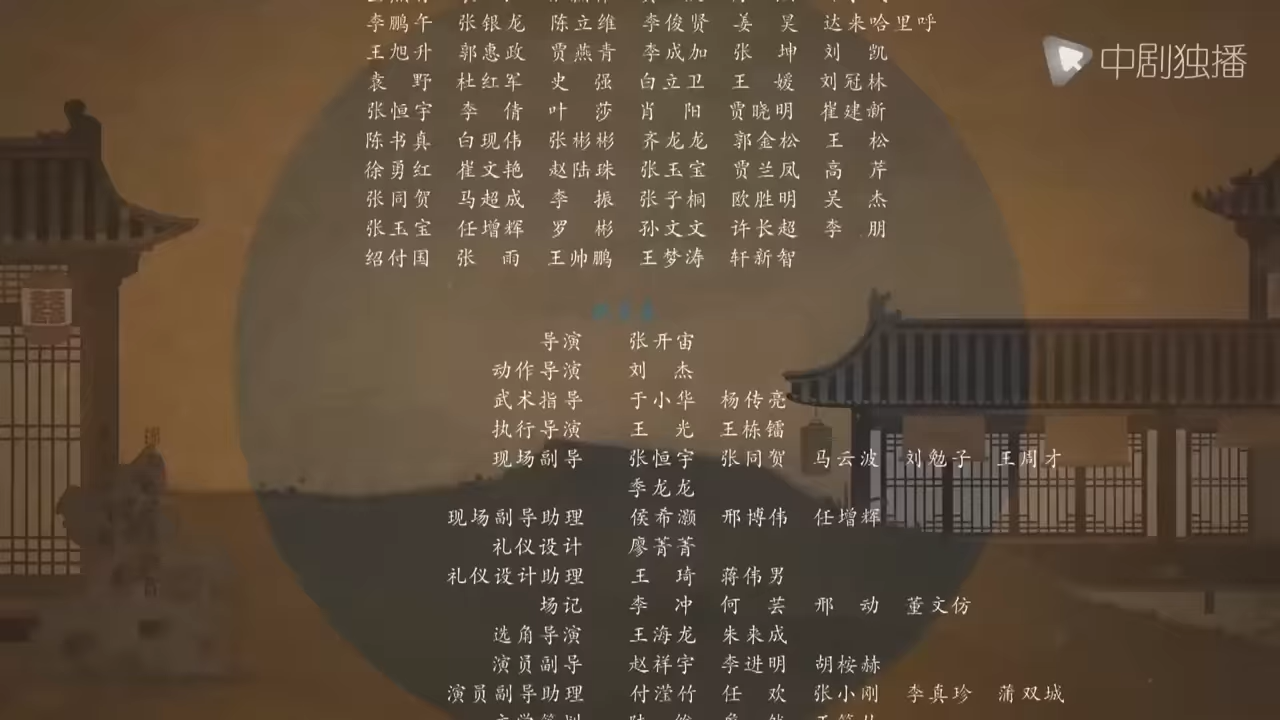 李鹏午 张银龙 陈立维 李俊贤 姜昊 达来哈里呼
中剧独播
王旭升 郭惠政 贾燕青 李成加 张坤 刘凯
袁野 杜红军 史强 白立卫 王媛 刘冠林
张恒宇 李倩 叶莎 肖阳 贾晓明 崔建新
陈书真 白现伟 张彬彬 齐龙龙 郭金松 王松
徐勇红 崔文艳 赵陆珠 张玉宝 贾兰凤 高芹
张同贺 马超成 李振 张子桐 欧胜明 吴杰
张玉宝 任增辉 罗彬 孙文文 许长超 李朋
绍付国 张雨 王帅鹏 王梦涛 轩新智
导演 张开宙
动作导演 刘杰
武术指导 于小华 杨传亮
执行导演 王光 王栋镭
现场副导 张恒宇 张同贺 马云波 刘勉子 王周才
季龙龙
现场副导助理 侯希灏 邢博伟 任增辉
礼仪设计 廖菁菁
礼仪设计助理 王琦 蒋伟男
场记 李冲 何芸 邢动 董文仿
选角导演 王海龙 朱来成
演员副导 赵祥宇 李进明 胡桉赫
演员副导助理 付滢竹 任欢 张小刚 李真珍 蒲双城